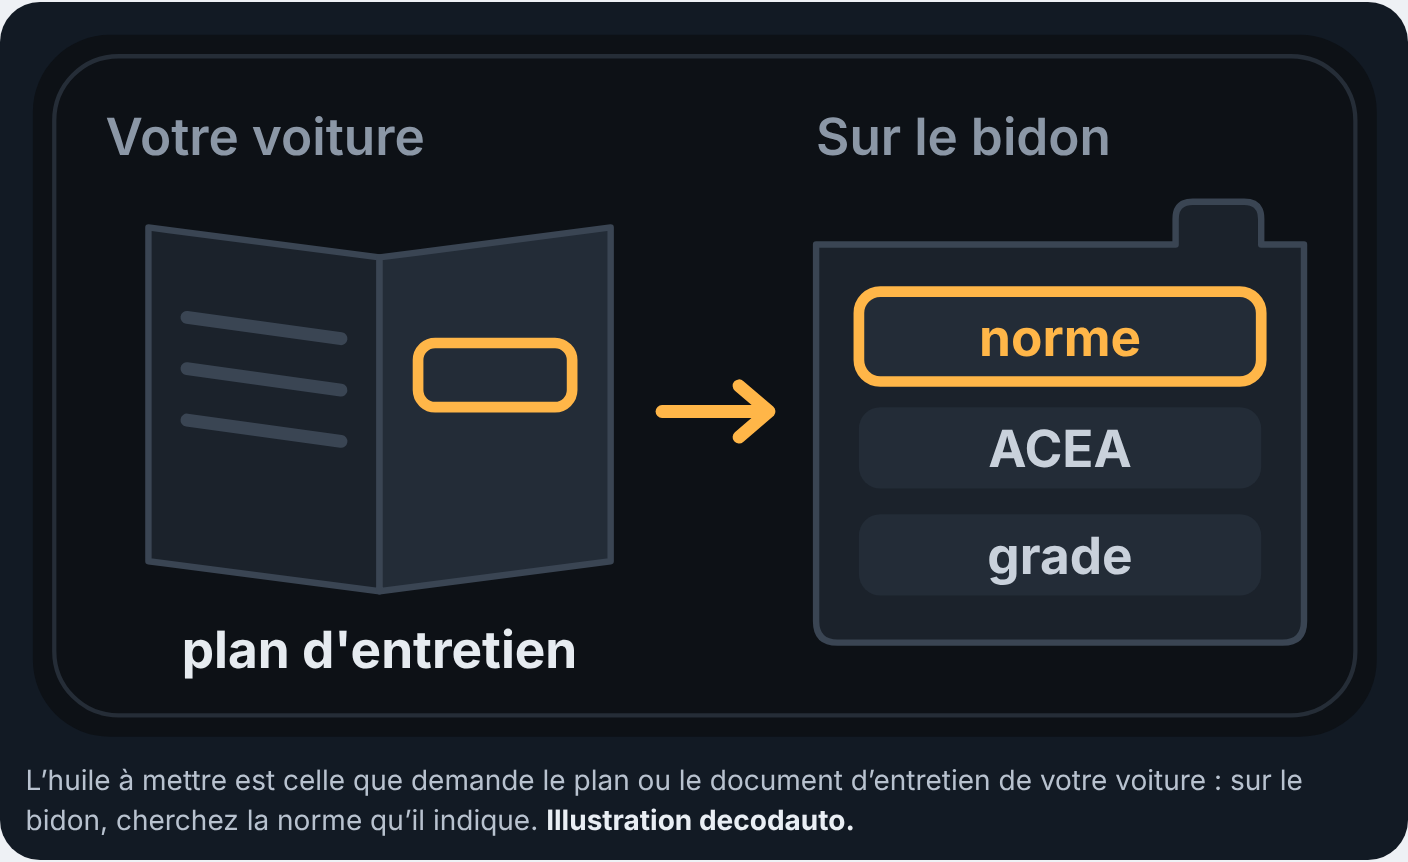 Votre voiture
Sur le bidon
norme
ACEA
grade
plan d'entretien
L’huile à mettre est celle que demande le plan ou le document d’entretien de votre voiture : sur le
bidon, cherchez la norme qu’il indique. Illustration decodauto.